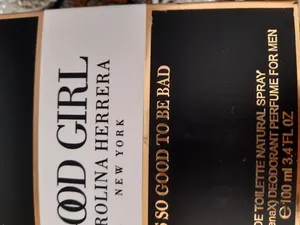 OOD GIRL
ROLINA HERRERA
NEW YORK
SO GOOD TO BE BAD
DE TOILETTE NATURAL SPRAY
enaX) DEODORANT PERFUME FOR MEN
℮100 ml 3.4 FL OZ